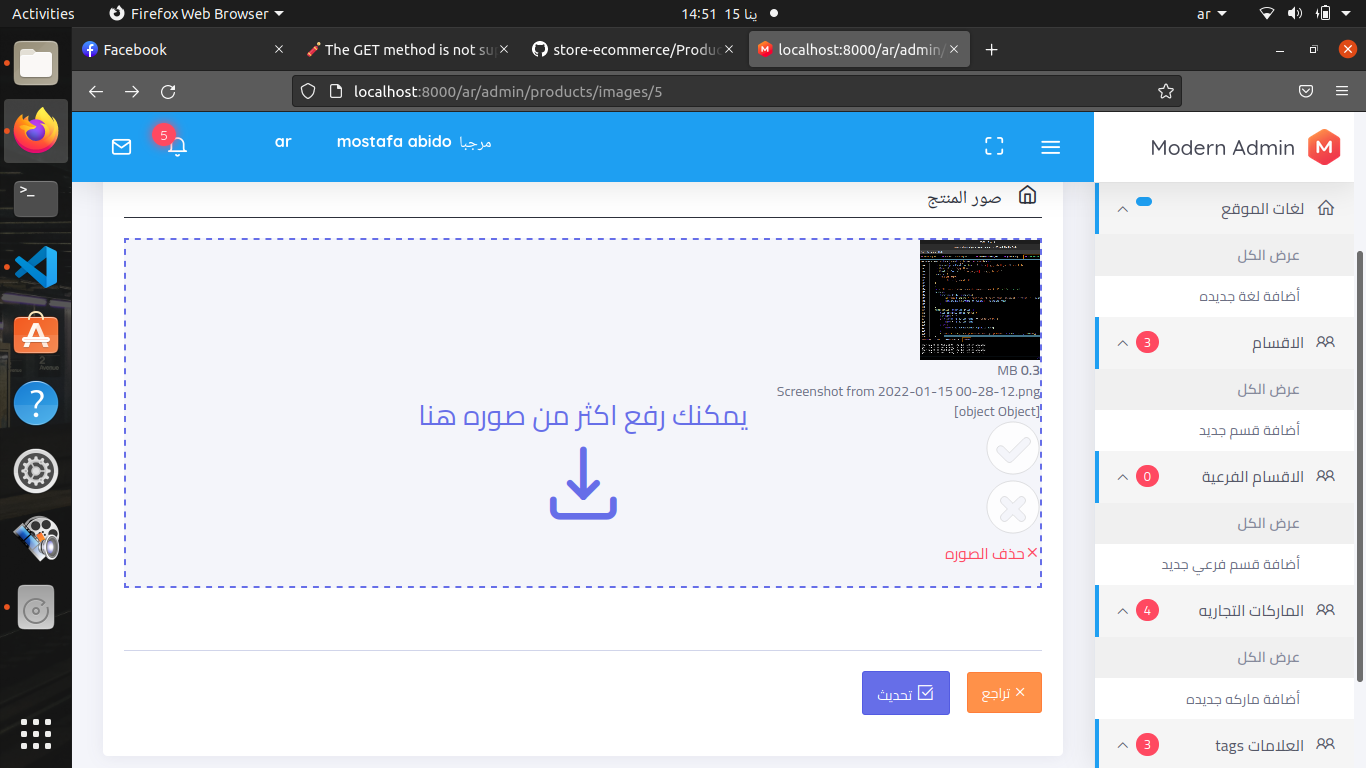 Activities
Firefox Web Browser
14:51 15 ينا
ar
Facebook
The GET method is not su
store-ecommerce/Produc
localhost:8000/ar/admin/
localhost:8000/ar/admin/products/images/5
Modern Admin
مرحبا mostafa abido
ar
5
صور المنتج
MB 0.3
Screenshot from 2022-01-15 00-28-12.png
[object Object]
حذف الصوره
يمكنك رفع اكثر من صوره هنا
تراجع
تحديث
لغات الموقع
عرض الكل
أضافة لغة جديده
الاقسام 3
عرض الكل
أضافة قسم جديد
الاقسام الفرعية 0
عرض الكل
أضافة قسم فرعي جديد
الماركات التجاريه 4
عرض الكل
أضافة ماركه جديده
العلامات tags 3